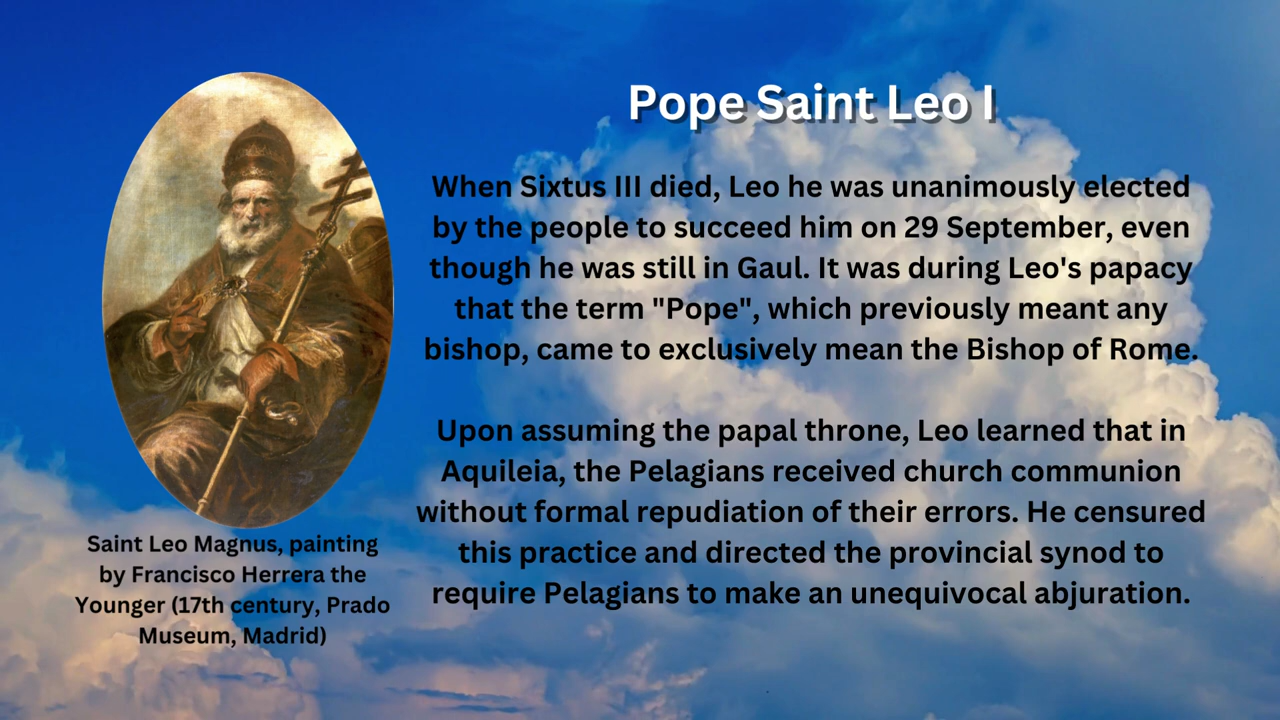 Pope Saint Leo I
When Sixtus III died, Leo he was unanimously elected
by the people to succeed him on 29 September, even
though he was still in Gaul. It was during Leo's papacy
that the term "Pope", which previously meant any
bishop, came to exclusively mean the Bishop of Rome.
Upon assuming the papal throne, Leo learned that in
Aquileia, the Pelagians received church communion
without formal repudiation of their errors. He censured
this practice and directed the provincial synod to
require Pelagians to make an unequivocal abjuration.
Saint Leo Magnus, painting
by Francisco Herrera the
Younger (17th century, Prado
Museum, Madrid)